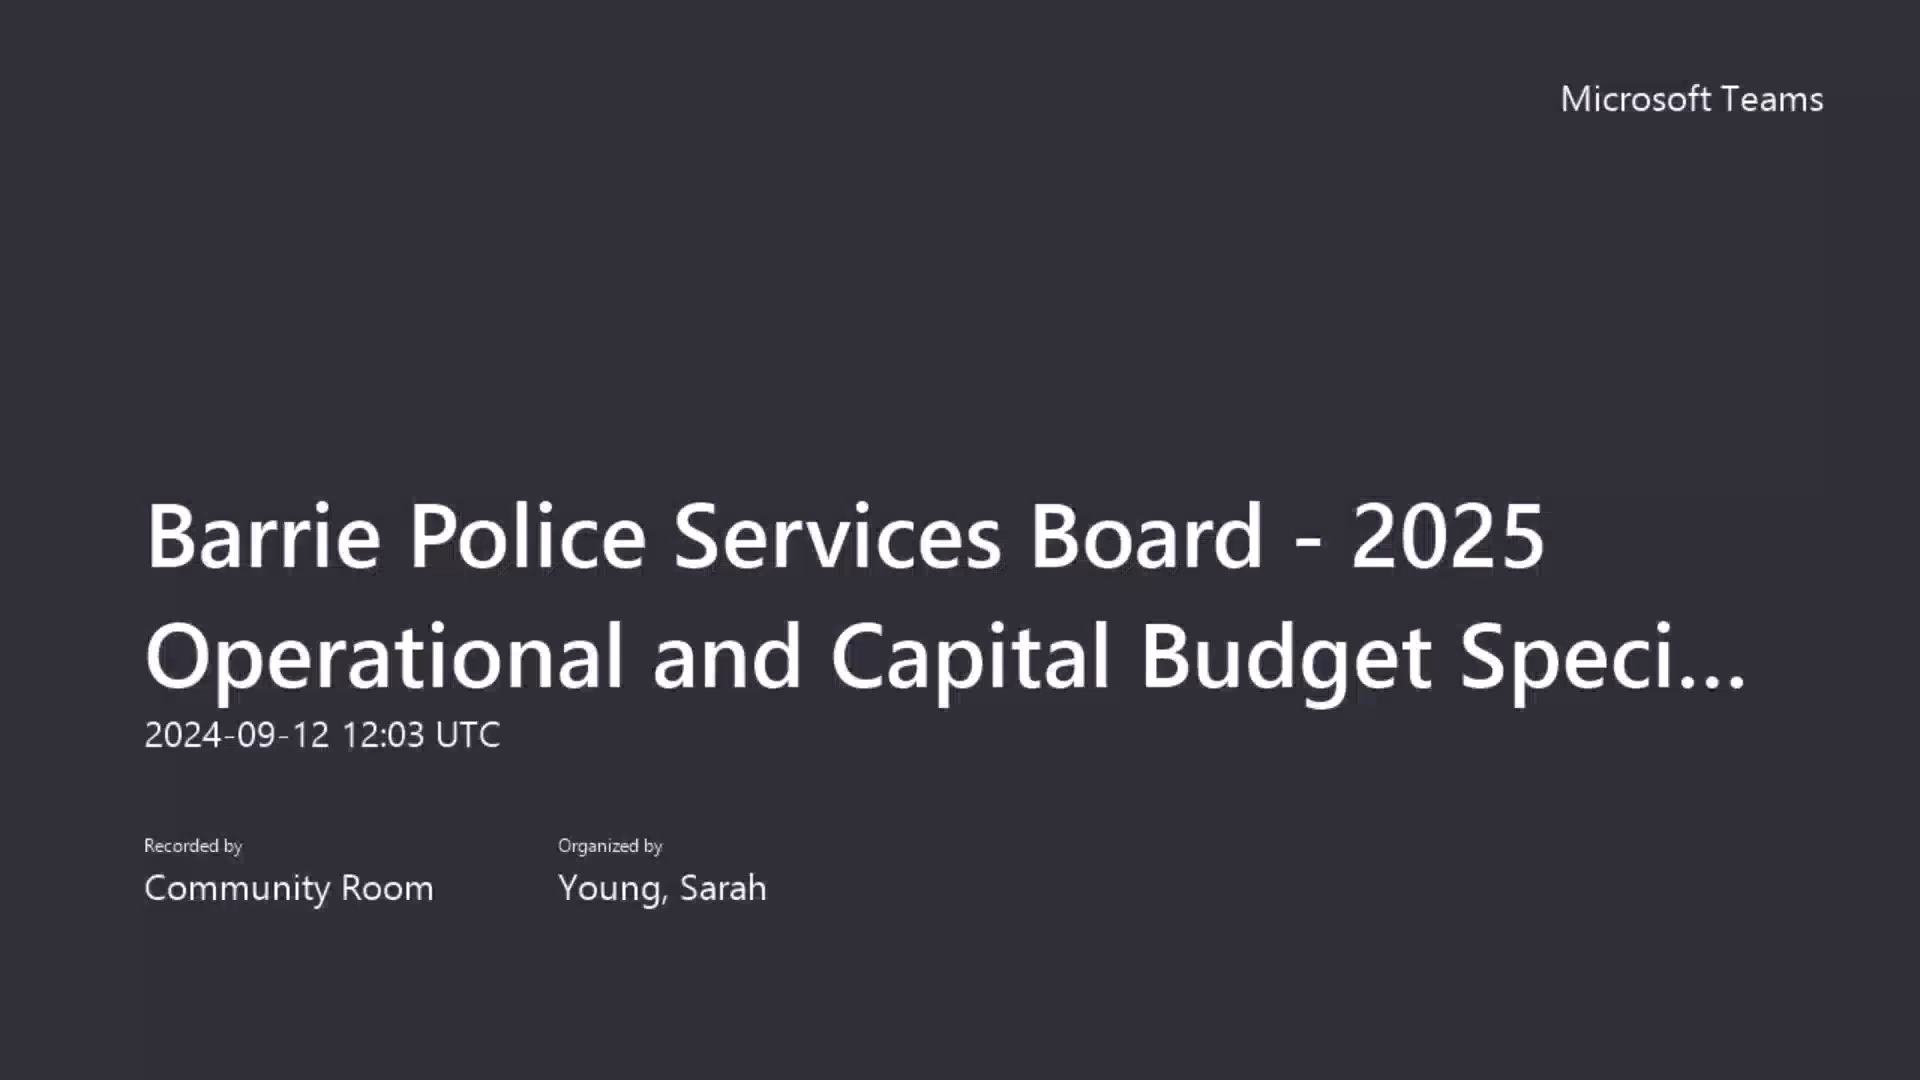 Microsoft Teams
Barrie Police Services Board - 2025
Operational and Capital Budget Speci...
2024-09-12 12:03 UTC
Recorded by
Organized by
Community Room
Young, Sarah